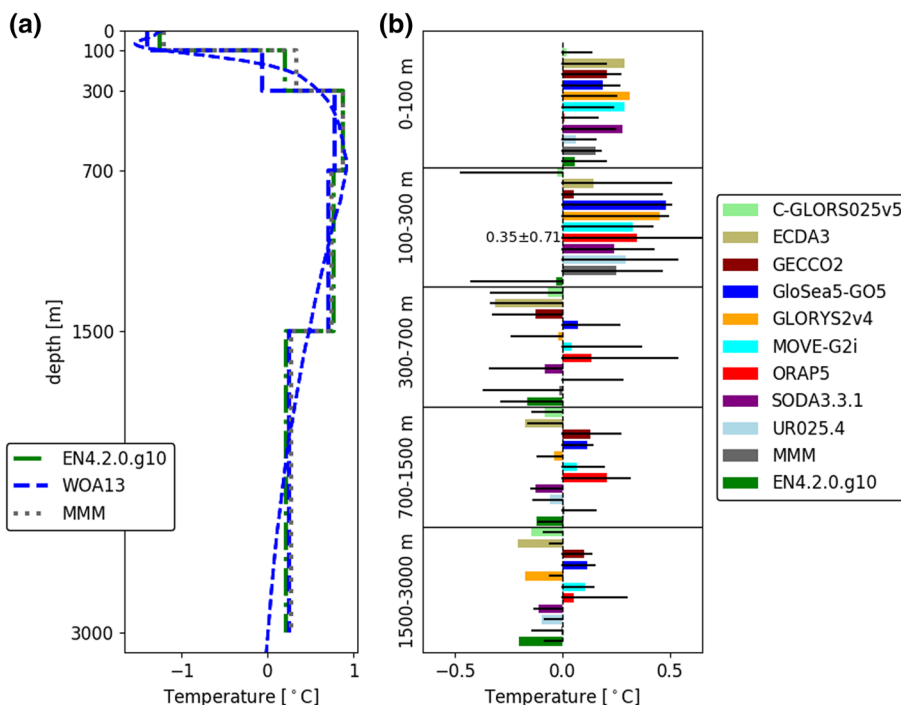 (a)
0
100
300
700
1500
3000
depth [m]
EN4.2.0.g10
WOA13
MMM
−1
0
1
Temperature [°C]
(b)
0-100 m
100-300 m
300-700 m
700-1500 m
1500-3000 m
0.35±0.71
−0.5
0.0
0.5
Temperature [°C]
C-GLORS025v5
ECDA3
GECCO2
GloSea5-GO5
GLORYS2v4
MOVE-G2i
ORAP5
SODA3.3.1
UR025.4
MMM
EN4.2.0.g10